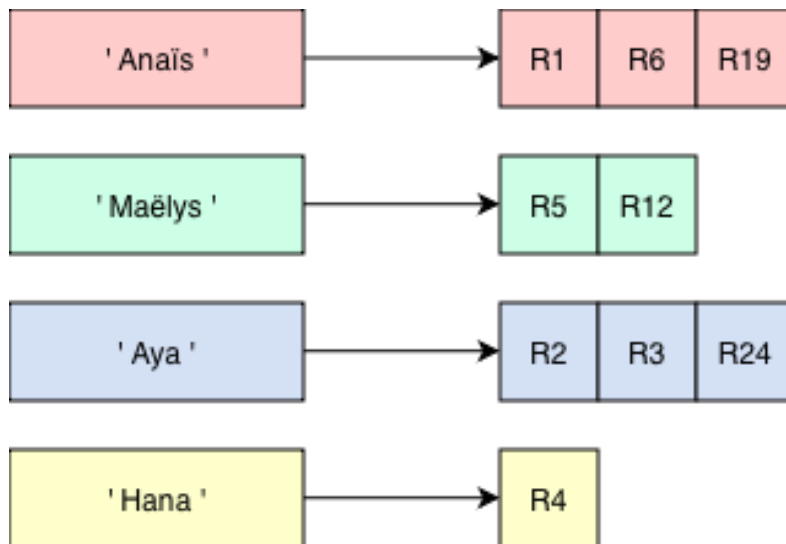 ' Anaïs ' R1 R6 R19
' Maëlys ' R5 R12
' Aya ' R2 R3 R24
' Hana ' R4